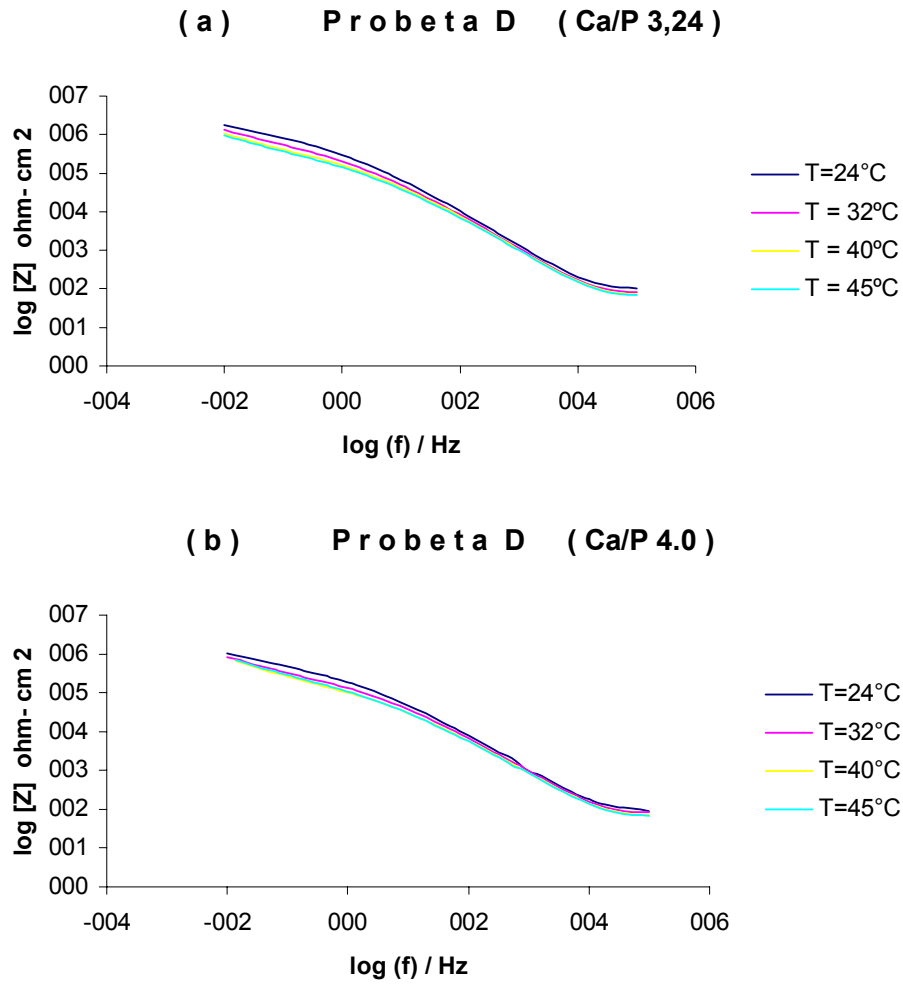 ( a ) P r o b e t a D ( Ca/P 3,24 )
007
006
005
004
003
002
001
000
log [Z] ohm- cm 2
-004 -002 000 002 004 006
log (f) / Hz
T=24°C
T = 32ºC
T = 40ºC
T = 45ºC
( b ) P r o b e t a D ( Ca/P 4.0 )
007
006
005
004
003
002
001
000
log [Z] ohm- cm 2
-004 -002 000 002 004 006
log (f) / Hz
T=24°C
T=32°C
T=40°C
T=45°C